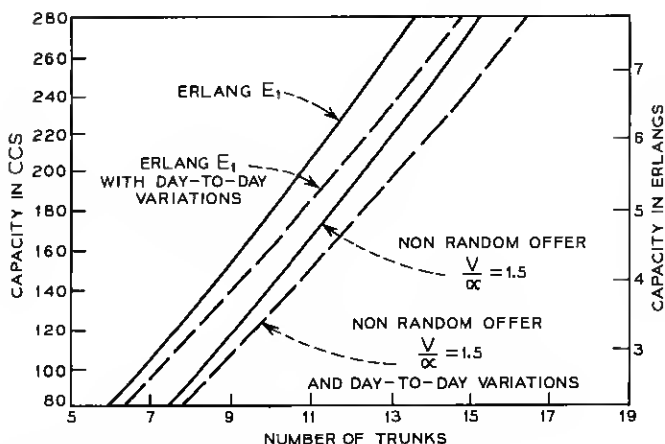 280
260
240
220
200
180
160
140
120
100
80
CAPACITY IN CCS
ERLANG E1
ERLANG E1
WITH DAY-TO-DAY
VARIATIONS
NON RANDOM OFFER
V/α = 1.5
NON RANDOM OFFER
V/α = 1.5
AND DAY-TO-DAY VARIATIONS
7
6
5
4
3
CAPACITY IN ERLANGS
5 7 9 11 13 15 17 19
NUMBER OF TRUNKS